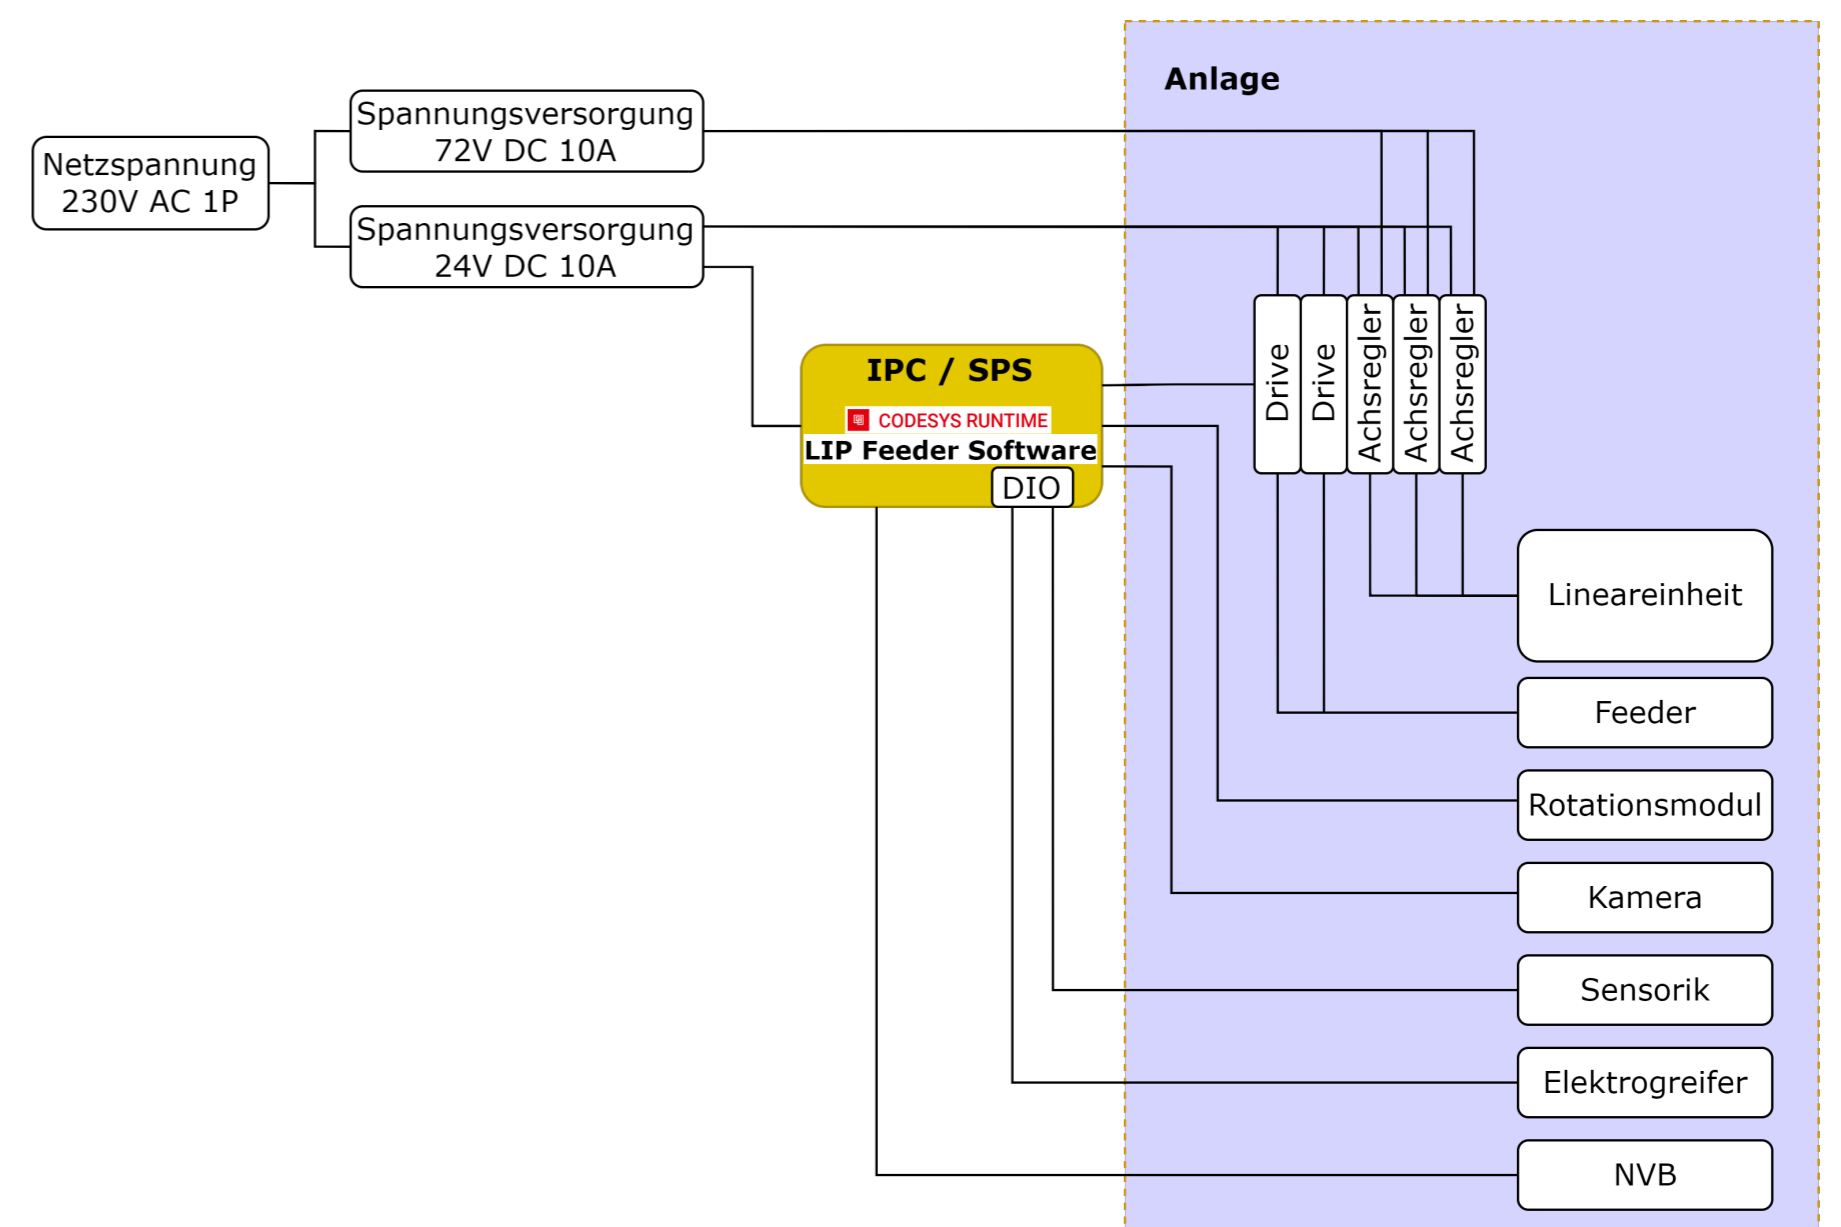 Anlage
Spannungsversorgung
72V DC 10A
Netzspannung
230V AC 1P
Spannungsversorgung
24V DC 10A
IPC / SPS
CODESYS RUNTIME
LIP Feeder Software
DIO
Drive
Drive
Achsregler
Achsregler
Achsregler
Lineareinheit
Feeder
Rotationsmodul
Kamera
Sensorik
Elektrogreifer
NVB